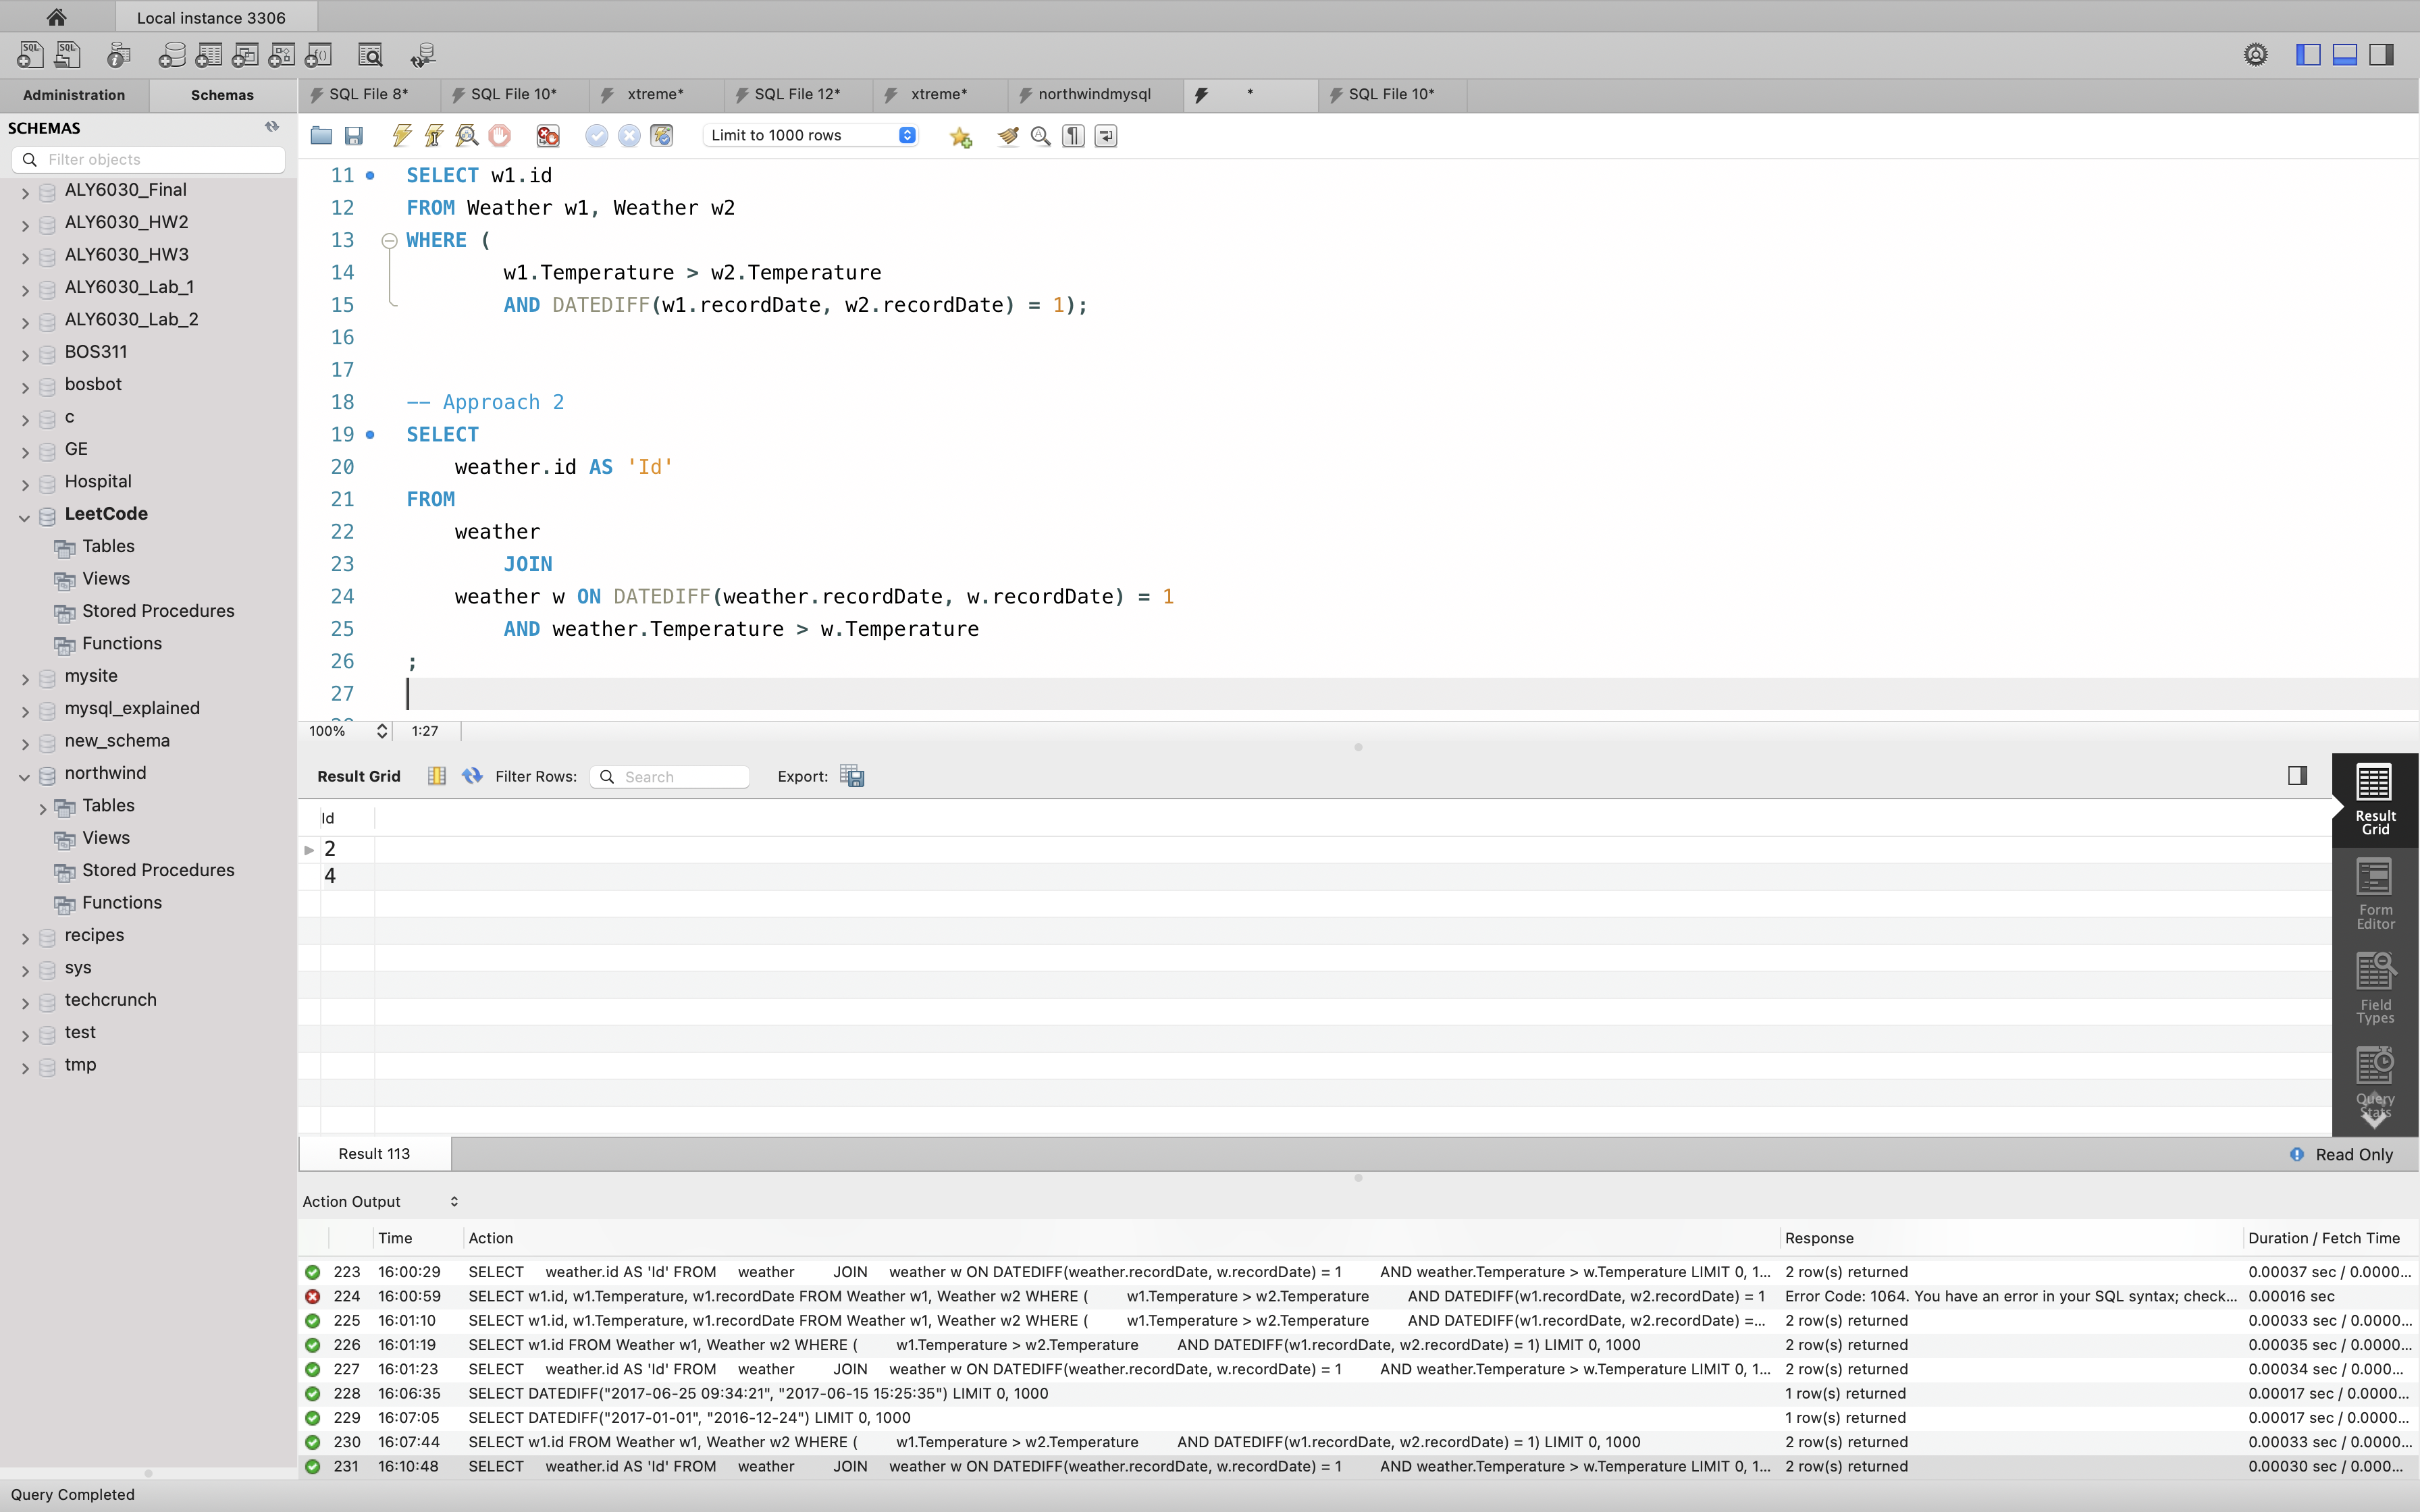 Local instance 3306
Administration
Schemas
SQL File 8*
SQL File 10*
xtreme*
SQL File 12*
xtreme*
northwindmysql
*
SQL File 10*
SCHEMAS
Filter objects
Limit to 1000 rows
ALY6030_Final
ALY6030_HW2
ALY6030_HW3
ALY6030_Lab_1
ALY6030_Lab_2
BOS311
bosbot
c
GE
Hospital
LeetCode
Tables
Views
Stored Procedures
Functions
mysite
mysql_explained
new_schema
northwind
Tables
Views
Stored Procedures
Functions
recipes
sys
techcrunch
test
tmp
11 SELECT w1.id
12 FROM Weather w1, Weather w2
13 WHERE (
14 w1.Temperature > w2.Temperature
15 AND DATEDIFF(w1.recordDate, w2.recordDate) = 1);
16
17
18 -- Approach 2
19 SELECT
20 weather.id AS 'Id'
21 FROM
22 weather
23 JOIN
24 weather w ON DATEDIFF(weather.recordDate, w.recordDate) = 1
25 AND weather.Temperature > w.Temperature
26 ;
27
100% 1:27
Result Grid Filter Rows: Search Export:
Id
2
4
Result
Grid
Form
Editor
Field
Types
Query
Stats
Result 113
Read Only
Action Output
Time Action Response Duration / Fetch Time
223 16:00:29 SELECT weather.id AS 'Id' FROM weather JOIN weather w ON DATEDIFF(weather.recordDate, w.recordDate) = 1 AND weather.Temperature > w.Temperature LIMIT 0, 1... 2 row(s) returned 0.00037 sec / 0.0000...
224 16:00:59 SELECT w1.id, w1.Temperature, w1.recordDate FROM Weather w1, Weather w2 WHERE ( w1.Temperature > w2.Temperature AND DATEDIFF(w1.recordDate, w2.recordDate) = 1 Error Code: 1064. You have an error in your SQL syntax; check... 0.00016 sec
225 16:01:10 SELECT w1.id, w1.Temperature, w1.recordDate FROM Weather w1, Weather w2 WHERE ( w1.Temperature > w2.Temperature AND DATEDIFF(w1.recordDate, w2.recordDate) =... 2 row(s) returned 0.00033 sec / 0.0000...
226 16:01:19 SELECT w1.id FROM Weather w1, Weather w2 WHERE ( w1.Temperature > w2.Temperature AND DATEDIFF(w1.recordDate, w2.recordDate) = 1) LIMIT 0, 1000 2 row(s) returned 0.00035 sec / 0.0000...
227 16:01:23 SELECT weather.id AS 'Id' FROM weather JOIN weather w ON DATEDIFF(weather.recordDate, w.recordDate) = 1 AND weather.Temperature > w.Temperature LIMIT 0, 1... 2 row(s) returned 0.00034 sec / 0.000...
228 16:06:35 SELECT DATEDIFF("2017-06-25 09:34:21", "2017-06-15 15:25:35") LIMIT 0, 1000 1 row(s) returned 0.00017 sec / 0.0000...
229 16:07:05 SELECT DATEDIFF("2017-01-01", "2016-12-24") LIMIT 0, 1000 1 row(s) returned 0.00017 sec / 0.0000...
230 16:07:44 SELECT w1.id FROM Weather w1, Weather w2 WHERE ( w1.Temperature > w2.Temperature AND DATEDIFF(w1.recordDate, w2.recordDate) = 1) LIMIT 0, 1000 2 row(s) returned 0.00033 sec / 0.0000...
231 16:10:48 SELECT weather.id AS 'Id' FROM weather JOIN weather w ON DATEDIFF(weather.recordDate, w.recordDate) = 1 AND weather.Temperature > w.Temperature LIMIT 0, 1... 2 row(s) returned 0.00030 sec / 0.000...
Query Completed